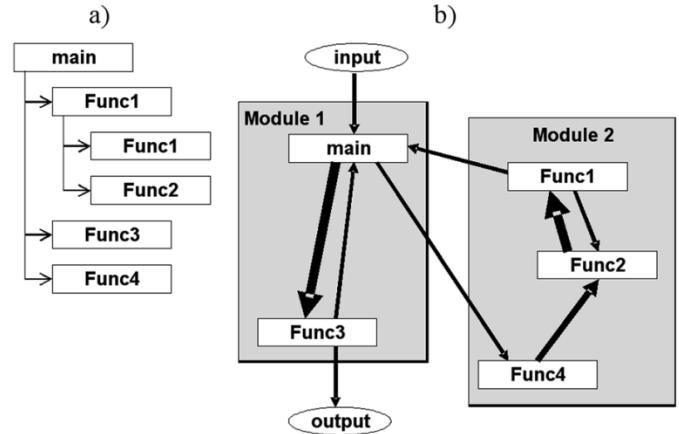 a)
main
Func1
Func1
Func2
Func3
Func4
b)
input
Module 1
main
Func3
output
Module 2
Func1
Func2
Func4